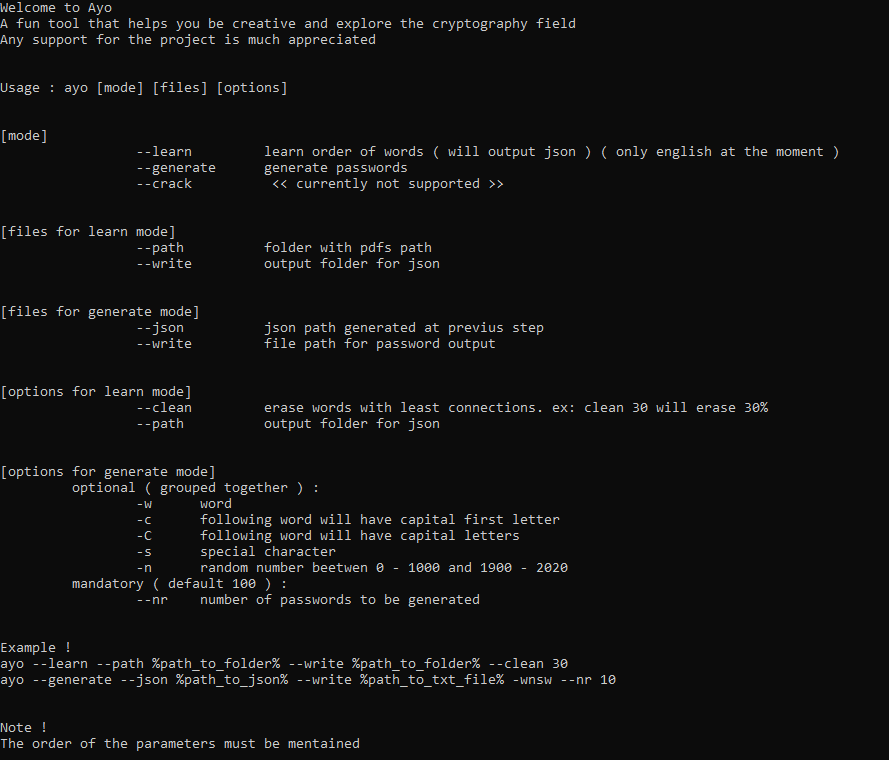 Welcome to Ayo
A fun tool that helps you be creative and explore the cryptography field
Any support for the project is much appreciated
Usage : ayo [mode] [files] [options]
[mode]
--learn learn order of words ( will output json ) ( only english at the moment )
--generate generate passwords
--crack << currently not supported >>
[files for learn mode]
--path folder with pdfs path
--write output folder for json
[files for generate mode]
--json json path generated at previus step
--write file path for password output
[options for learn mode]
--clean erase words with least connections. ex: clean 30 will erase 30%
--path output folder for json
[options for generate mode]
optional ( grouped together ) :
-w word
-c following word will have capital first letter
-C following word will have capital letters
-s special character
-n random number beetwen 0 - 1000 and 1900 - 2020
mandatory ( default 100 ) :
--nr number of passwords to be generated
Example !
ayo --learn --path %path_to_folder% --write %path_to_folder% --clean 30
ayo --generate --json %path_to_json% --write %path_to_txt_file% -wnsw --nr 10
Note !
The order of the parameters must be mentained